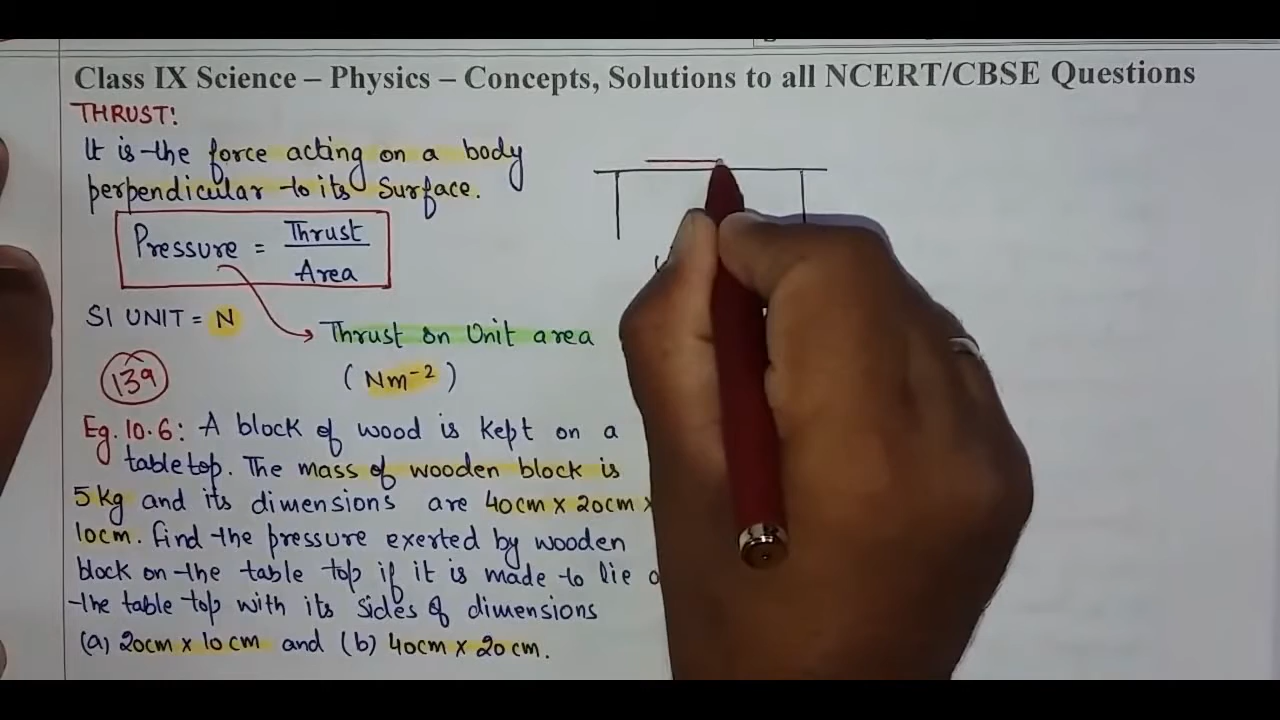 Class IX Science – Physics – Concepts, Solutions to all NCERT/CBSE Questions
THRUST:
It is the force acting on a body
perpendicular to its Surface.
Pressure = Thrust
Area
SI UNIT = N
Thrust on Unit area
139
(Nm⁻²)
Eg. 10.6: A block of wood is kept on a
tabletop. The mass of wooden block is
5kg and its dimensions are 40cm x 20cm x
10cm. find the pressure exerted by wooden
block on the table top if it is made to lie
the table top with its sides of dimensions
(a) 20cm x 10cm and (b) 40cm x 20cm.